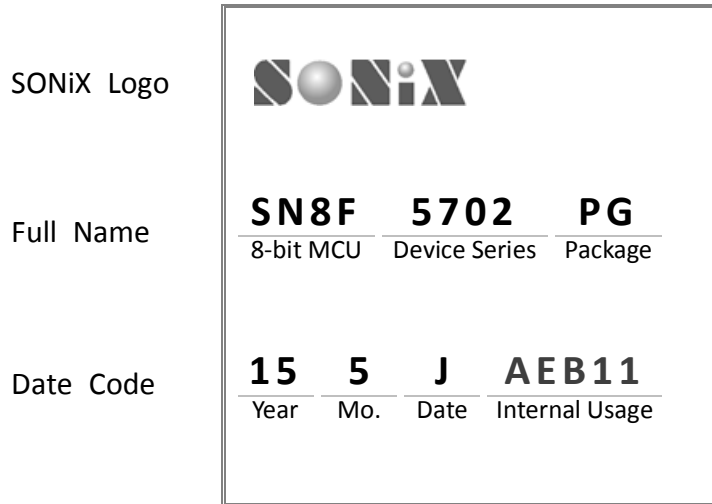 SONiX Logo
SONiX
Full Name
SN8F 5702 PG
8-bit MCU Device Series Package
Date Code
15 5 J AEB11
Year Mo. Date Internal Usage